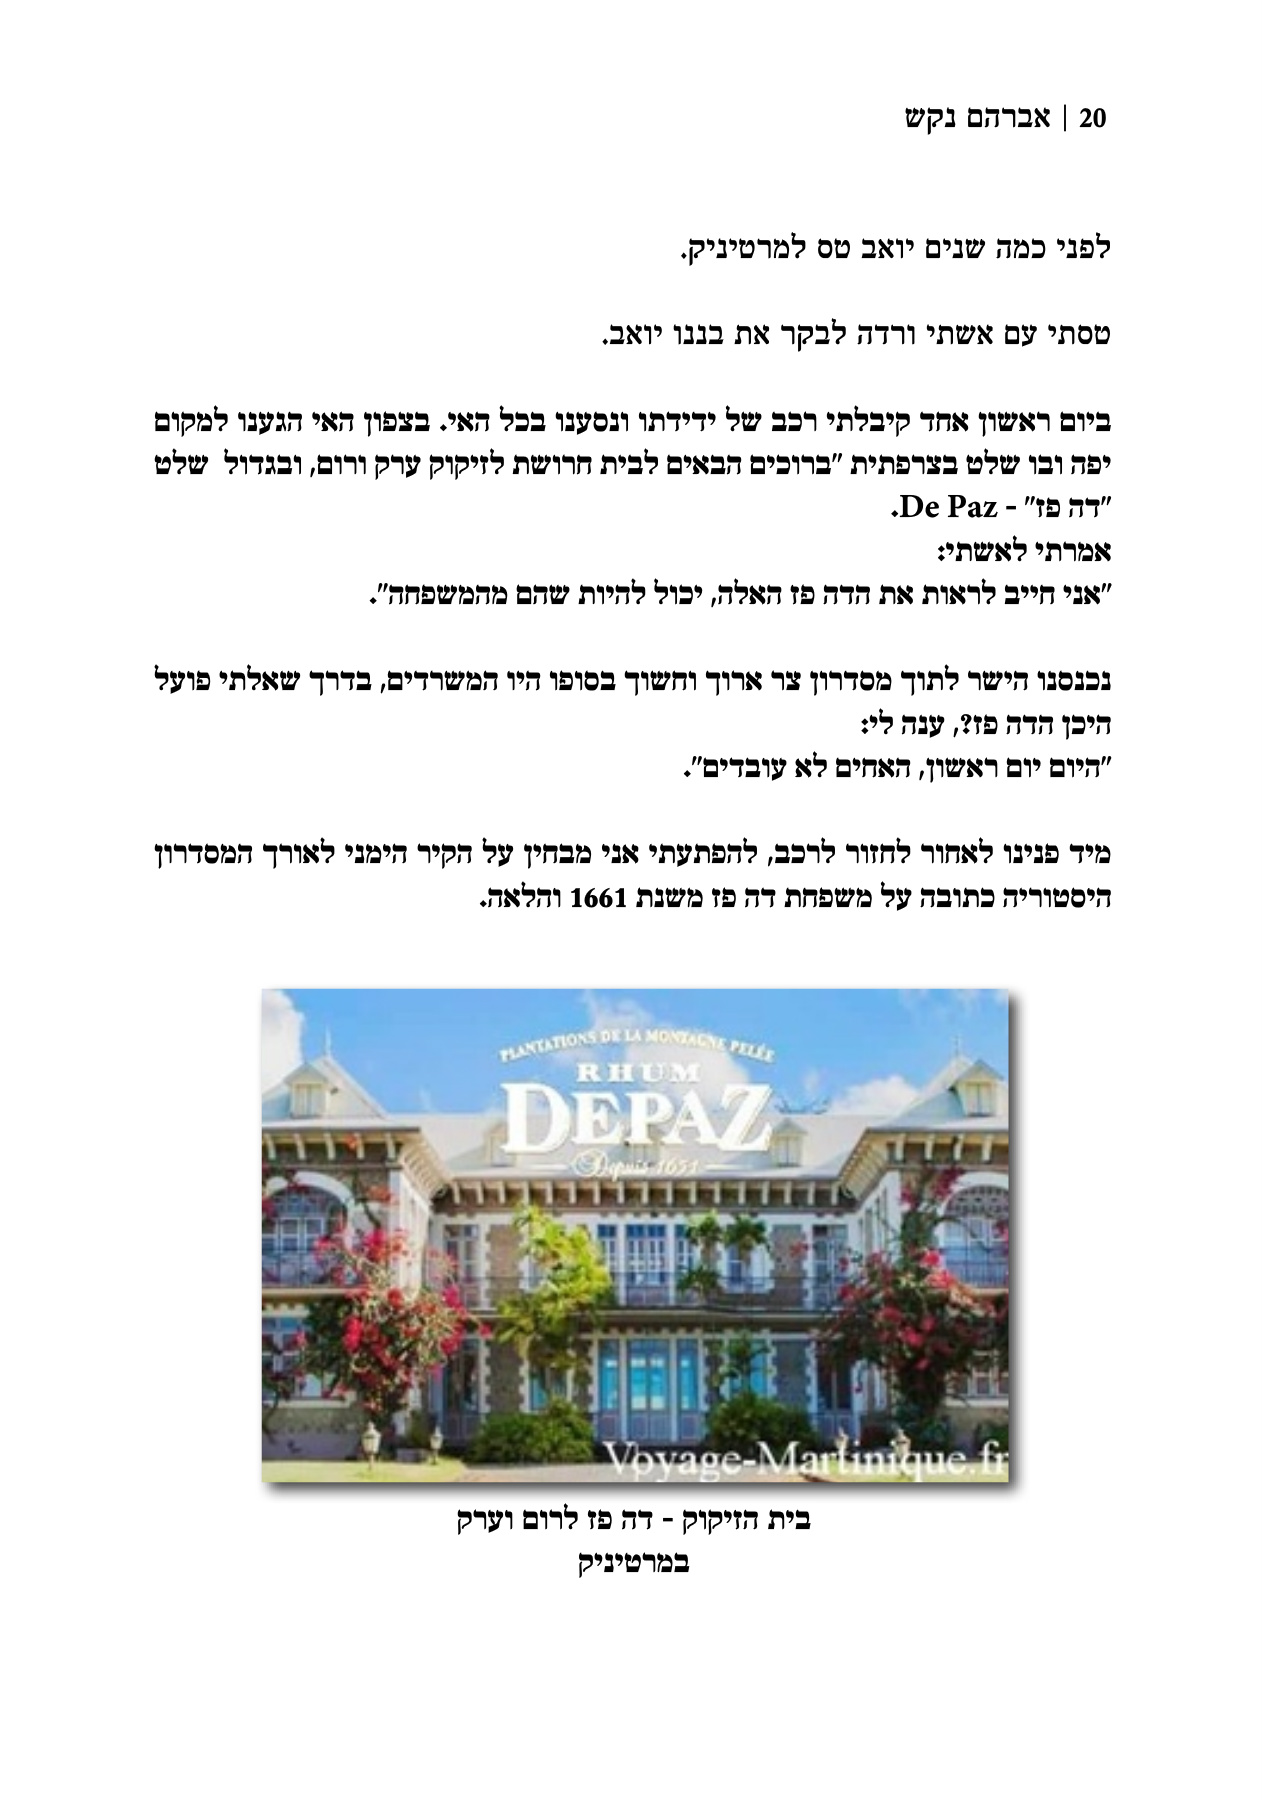 20 | אברהם נקש
לפני כמה שנים יואב טס למרטיניק.
טסתי עם אשתי ורדה לבקר את בננו יואב.
ביום ראשון אחד קיבלתי רכב של ידידתו ונסענו בכל האי. בצפון האי הגענו למקום
יפה ובו שלט בצרפתית "ברוכים הבאים לבית חרושת לזיקוק ערק ורום, ובגדול שלט
"דה פז" - De Paz.
אמרתי לאשתי:
"אני חייב לראות את הדה פז האלה, יכול להיות שהם מהמשפחה".
נכנסנו הישר לתוך מסדרון צר ארוך וחשוך בסופו היו המשרדים, בדרך שאלתי פועל
היכן הדה פז?, ענה לי:
"היום יום ראשון, האחים לא עובדים".
מיד פנינו לאחור לחזור לרכב, להפתעתי אני מבחין על הקיר הימני לאורך המסדרון
היסטוריה כתובה על משפחת דה פז משנת 1661 והלאה.
PLANTATIONS DE LA MONTAGNE PELÉE
RHUM
DEPAZ
Depuis 1651
Voyage-Martinique.fr
בית הזיקוק - דה פז לרום וערק
במרטיניק